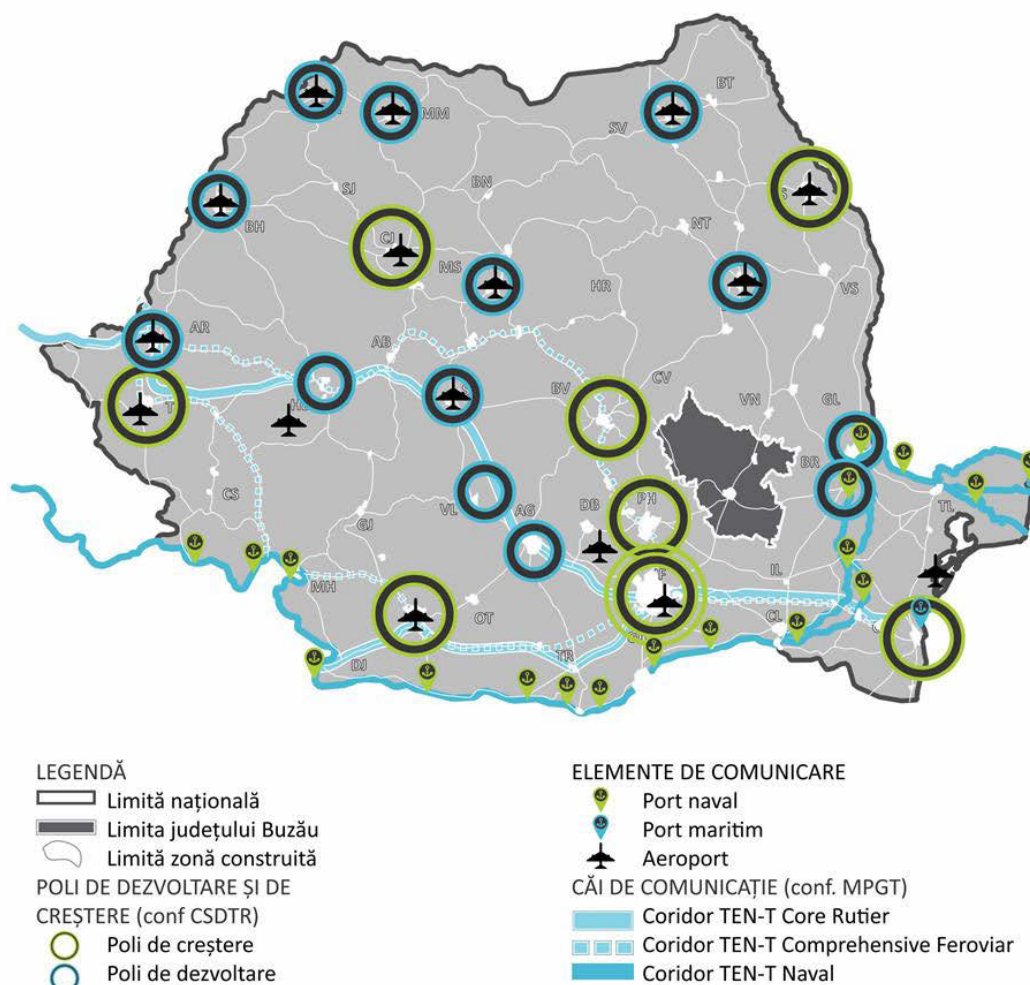 BT
MM
SV
SJ
BN
BH
NT
CJ
MS
HR
VS
AR
AB
BV
CV
T
VN
GL
BR
CS
VL
AG
DB
PH
TL
GJ
IL
MH
OT
CL
DJ
TR
LEGENDĂ
Limită națională
Limita județului Buzău
Limită zonă construită
POLI DE DEZVOLTARE ȘI DE
CREȘTERE (conf CSDTR)
Poli de creștere
Poli de dezvoltare
ELEMENTE DE COMUNICARE
Port naval
Port maritim
Aeroport
CĂI DE COMUNICAȚIE (conf. MPGT)
Coridor TEN-T Core Rutier
Coridor TEN-T Comprehensive Feroviar
Coridor TEN-T Naval